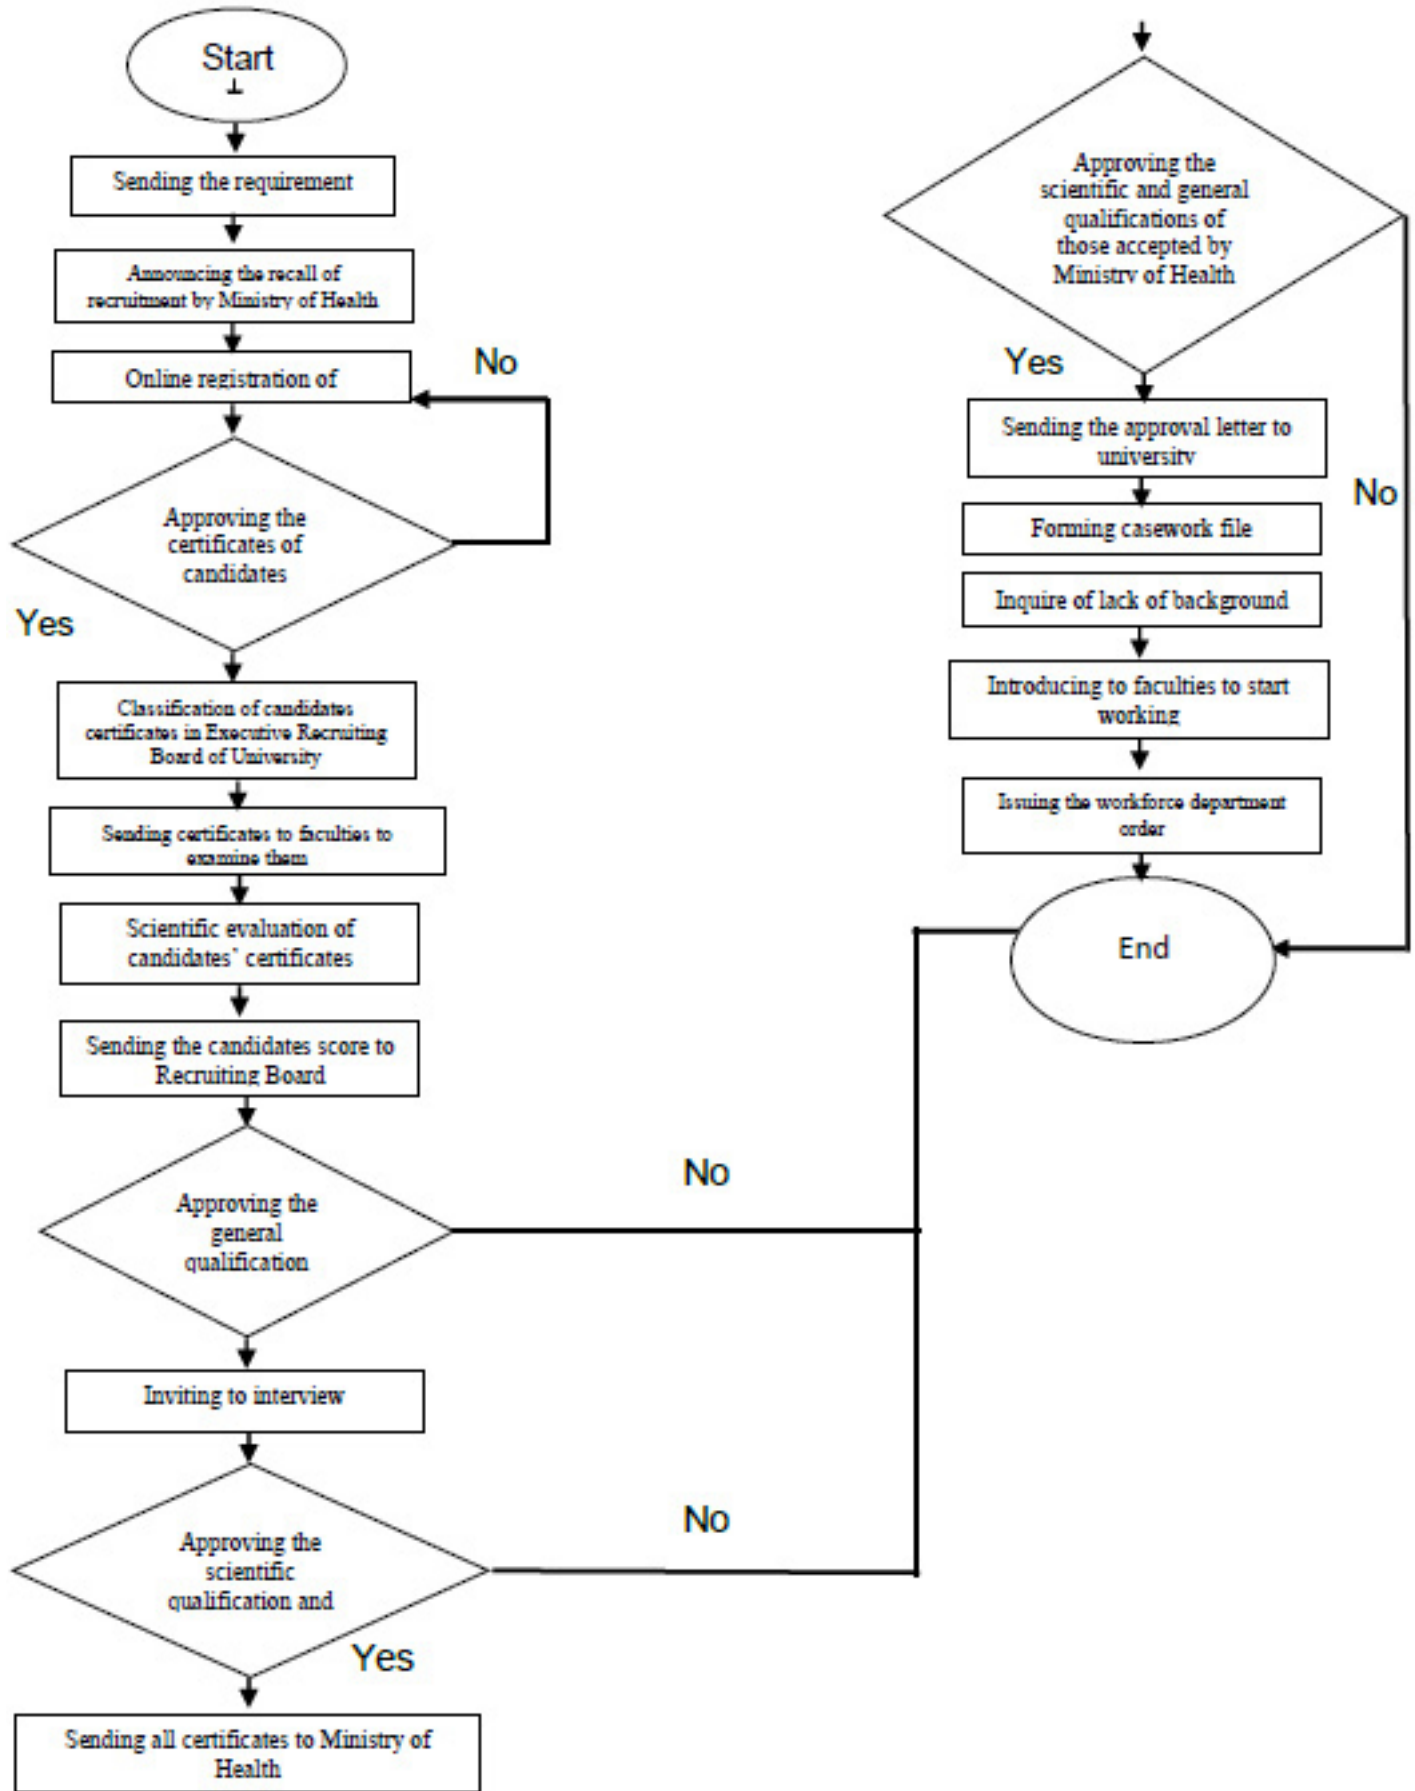 Start
Sending the requirement
Announcing the recall of
recruitment by Ministry of Health
Online registration of
No
Approving the
certificates of
candidates
Yes
Classification of candidates
certificates in Executive Recruiting
Board of University
Sending certificates to faculties to
examine them
Scientific evaluation of
candidates' certificates
Sending the candidates score to
Recruiting Board
Approving the
general
qualification
No
Inviting to interview
Approving the
scientific
qualification and
No
Yes
Sending all certificates to Ministry of
Health
Approving the
scientific and general
qualifications of
those accepted by
Ministry of Health
Yes
No
Sending the approval letter to
university
Forming casework file
Inquire of lack of background
Introducing to faculties to start
working
Issuing the workforce department
order
End